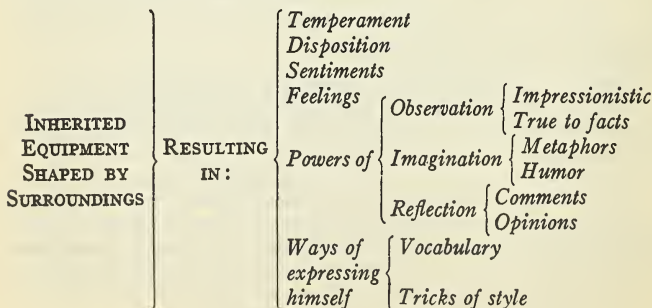 INHERITED
EQUIPMENT
SHAPED BY
SURROUNDINGS
RESULTING
IN:
Temperament
Disposition
Sentiments
Feelings
Powers of
Observation
Impressionistic
True to facts
Imagination
Metaphors
Humor
Reflection
Comments
Opinions
Ways of
expressing
himself
Vocabulary
Tricks of style